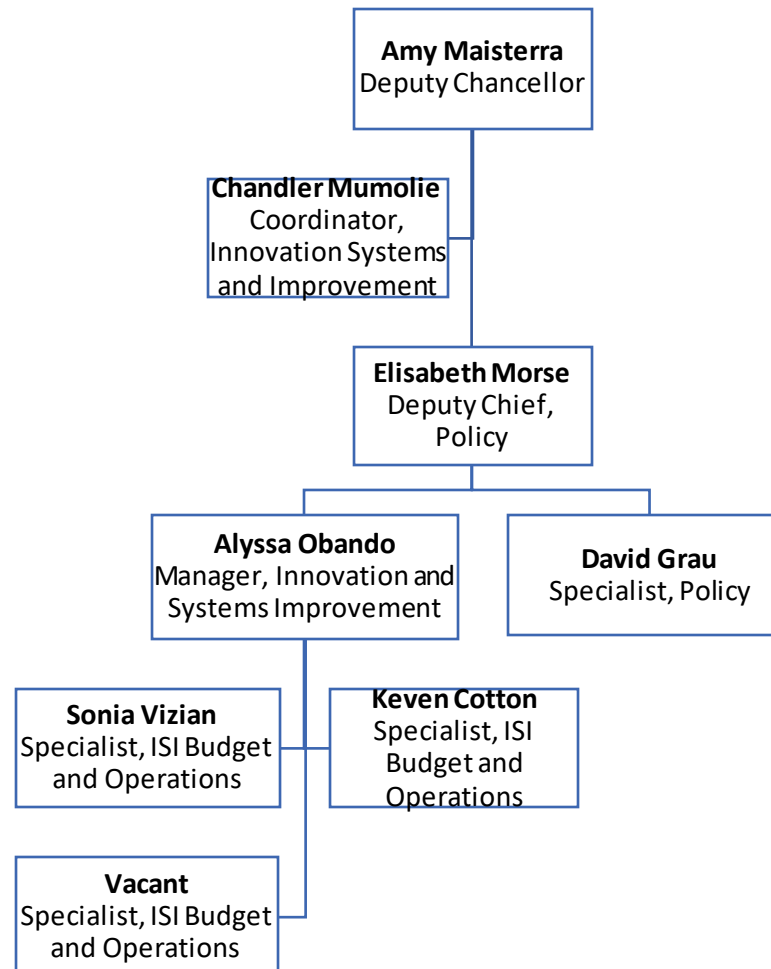 Amy Maisterra
Deputy Chancellor
Chandler Mumolie
Coordinator,
Innovation Systems
and Improvement
Elisabeth Morse
Deputy Chief,
Policy
Alyssa Obando
Manager, Innovation and
Systems Improvement
David Grau
Specialist, Policy
Sonia Vizian
Specialist, ISI Budget
and Operations
Keven Cotton
Specialist, ISI
Budget and
Operations
Vacant
Specialist, ISI Budget
and Operations